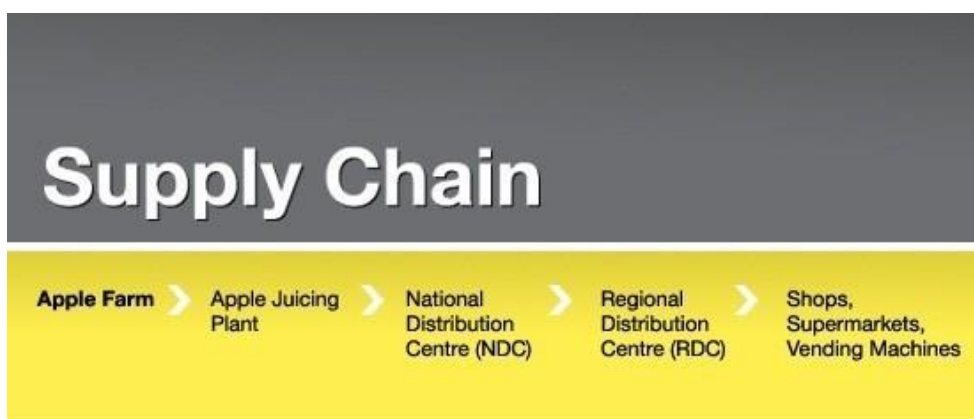 Supply Chain
Apple Farm
Apple Juicing
Plant
National
Distribution
Centre (NDC)
Regional
Distribution
Centre (RDC)
Shops,
Supermarkets,
Vending Machines